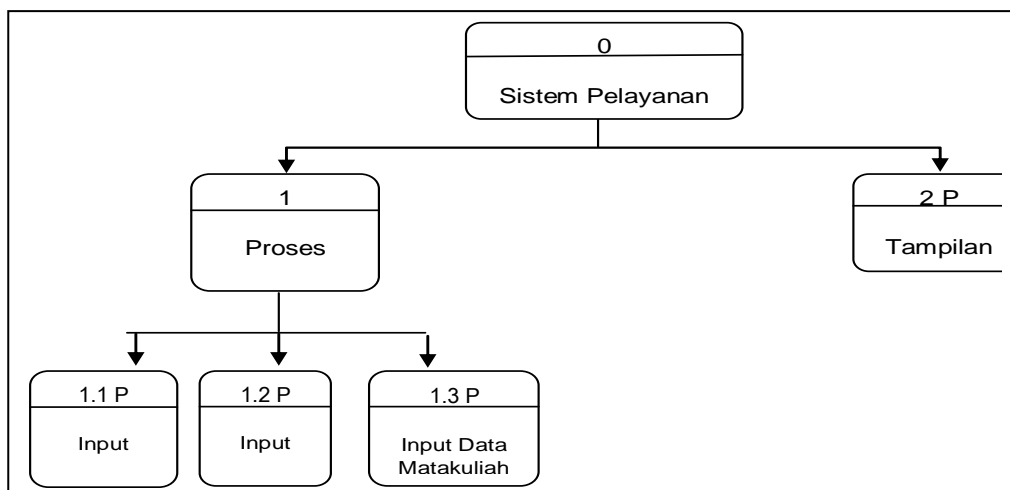 0
Sistem Pelayanan
1
Proses
2 P
Tampilan
1.1 P
Input
1.2 P
Input
1.3 P
Input Data
Matakuliah